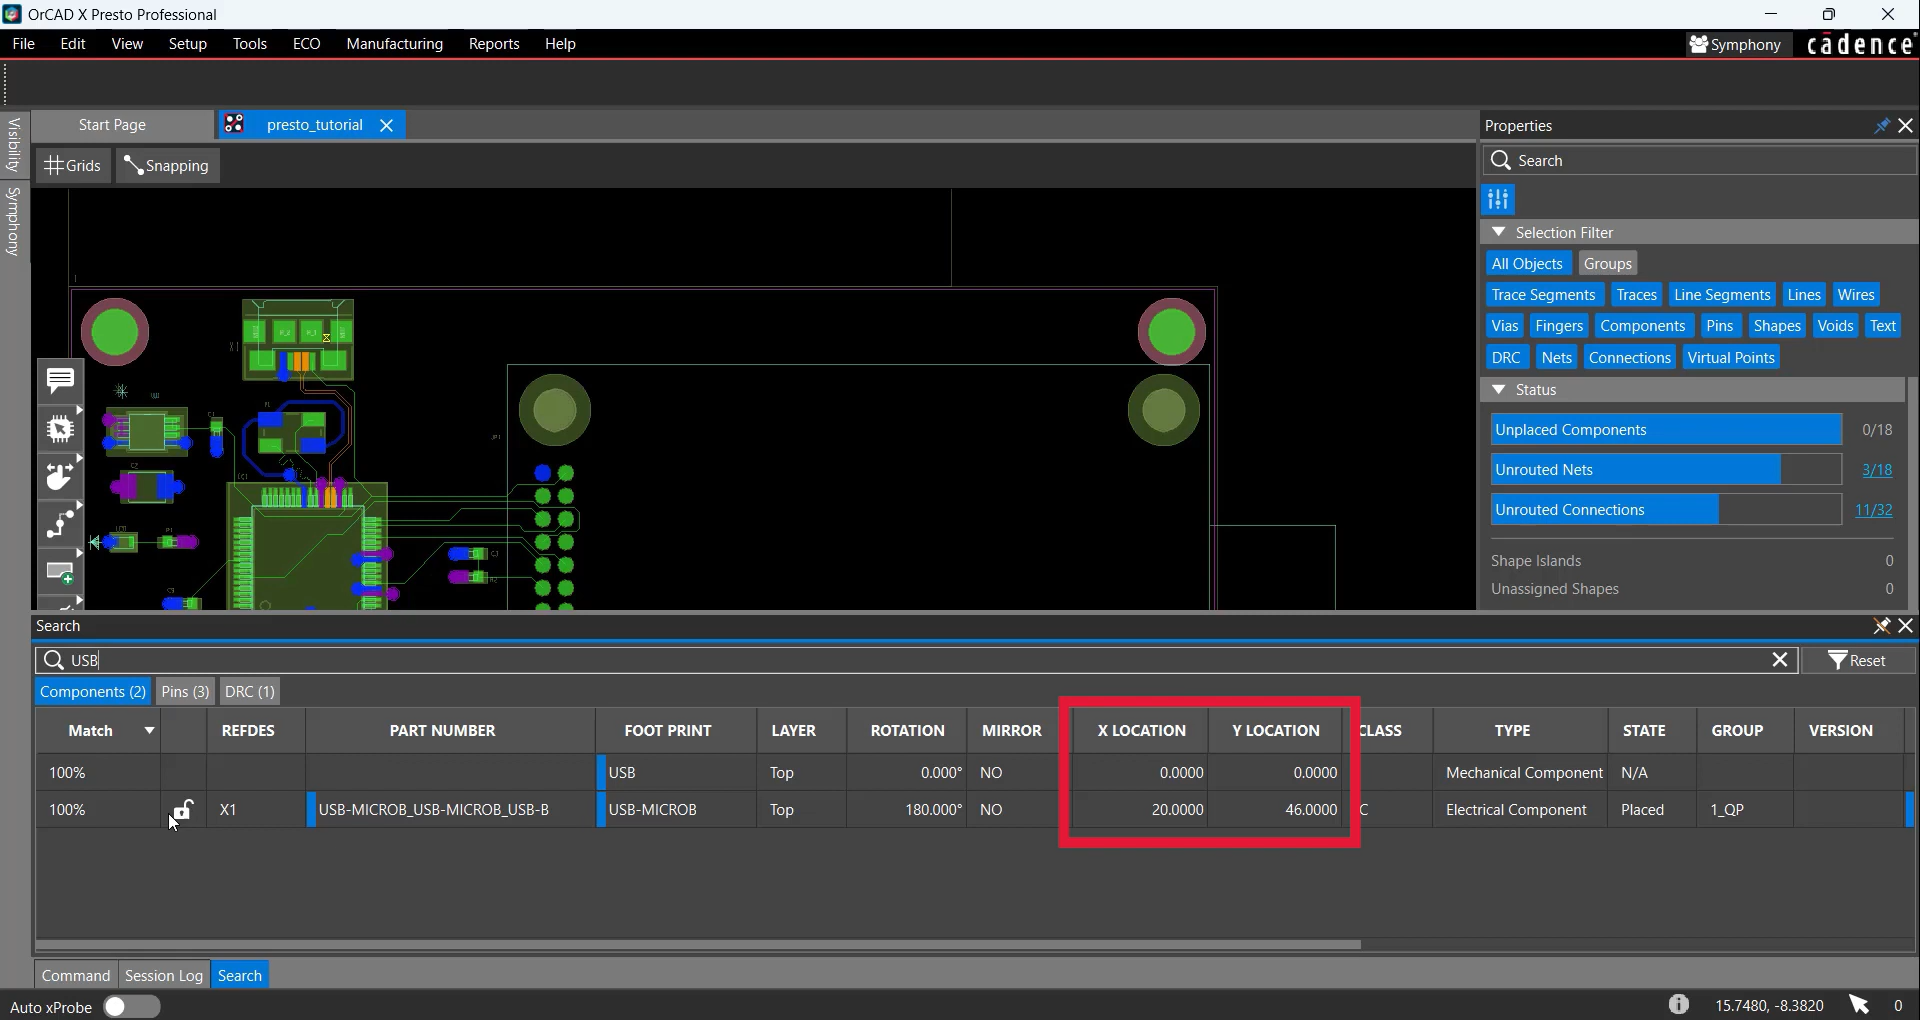 OrCAD X Presto Professional
File Edit View Setup Tools ECO Manufacturing Reports Help
Symphony cādence
Visibility
Symphony
Start Page
presto_tutorial
Grids
Snapping
Properties
Search
Selection Filter
All Objects Groups
Trace Segments Traces Line Segments Lines Wires
Vias Fingers Components Pins Shapes Voids Text
DRC Nets Connections Virtual Points
Status
Unplaced Components 0/18
Unrouted Nets 3/18
Unrouted Connections 11/32
Shape Islands 0
Unassigned Shapes 0
Search
USB
Reset
Components (2) Pins (3) DRC (1)
Match REFDES PART NUMBER FOOT PRINT LAYER ROTATION MIRROR X LOCATION Y LOCATION CLASS TYPE STATE GROUP VERSION
100% USB Top 0.000° NO 0.0000 0.0000 Mechanical Component N/A
100% X1 USB-MICROB_USB-MICROB_USB-B USB-MICROB Top 180.000° NO 20.0000 46.0000 C Electrical Component Placed 1_QP
Command Session Log Search
Auto xProbe
15.7480, -8.3820 0